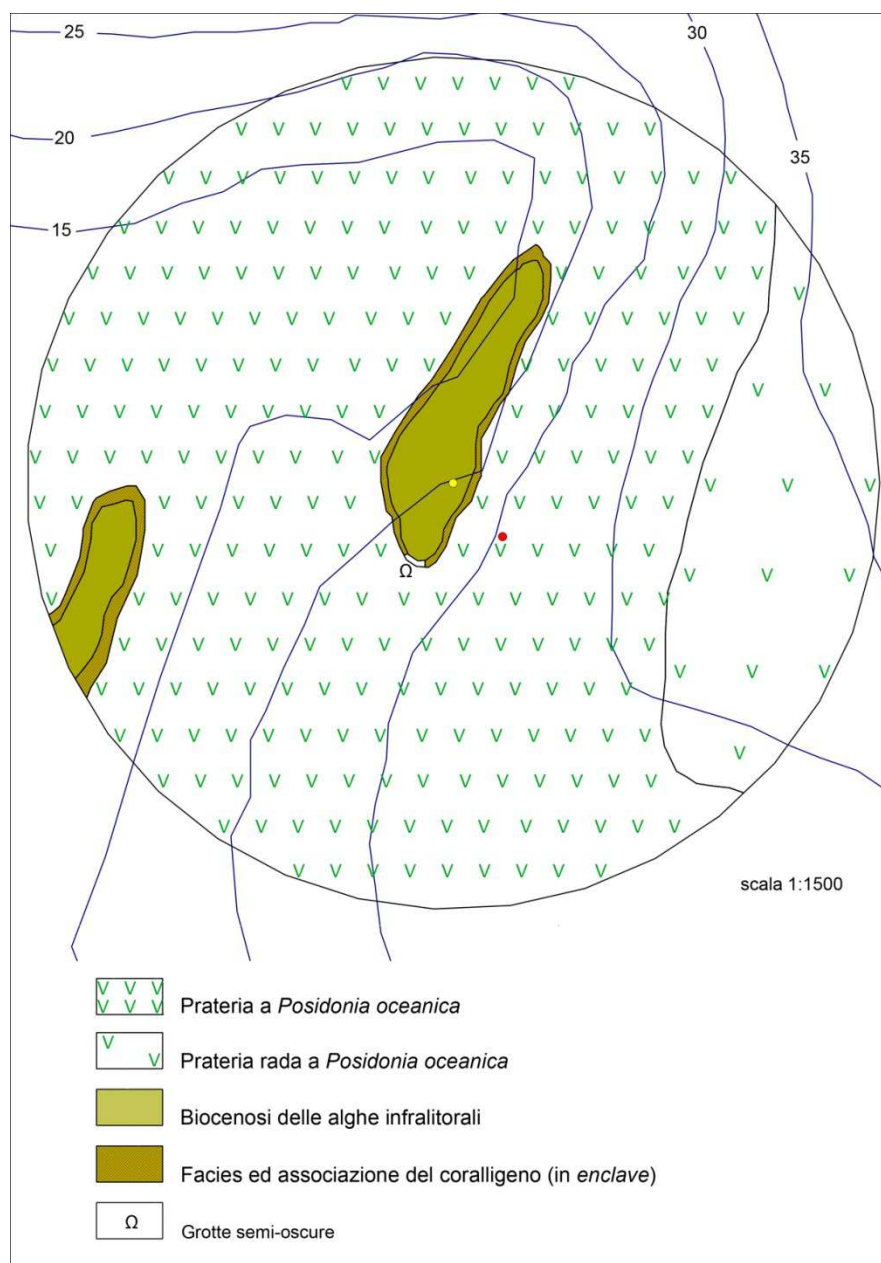 25
30
20
35
15
Ω
scala 1:1500
Prateria a Posidonia oceanica
Prateria rada a Posidonia oceanica
Biocenosi delle alghe infralitorali
Facies ed associazione del coralligeno (in enclave)
Ω Grotte semi-oscure